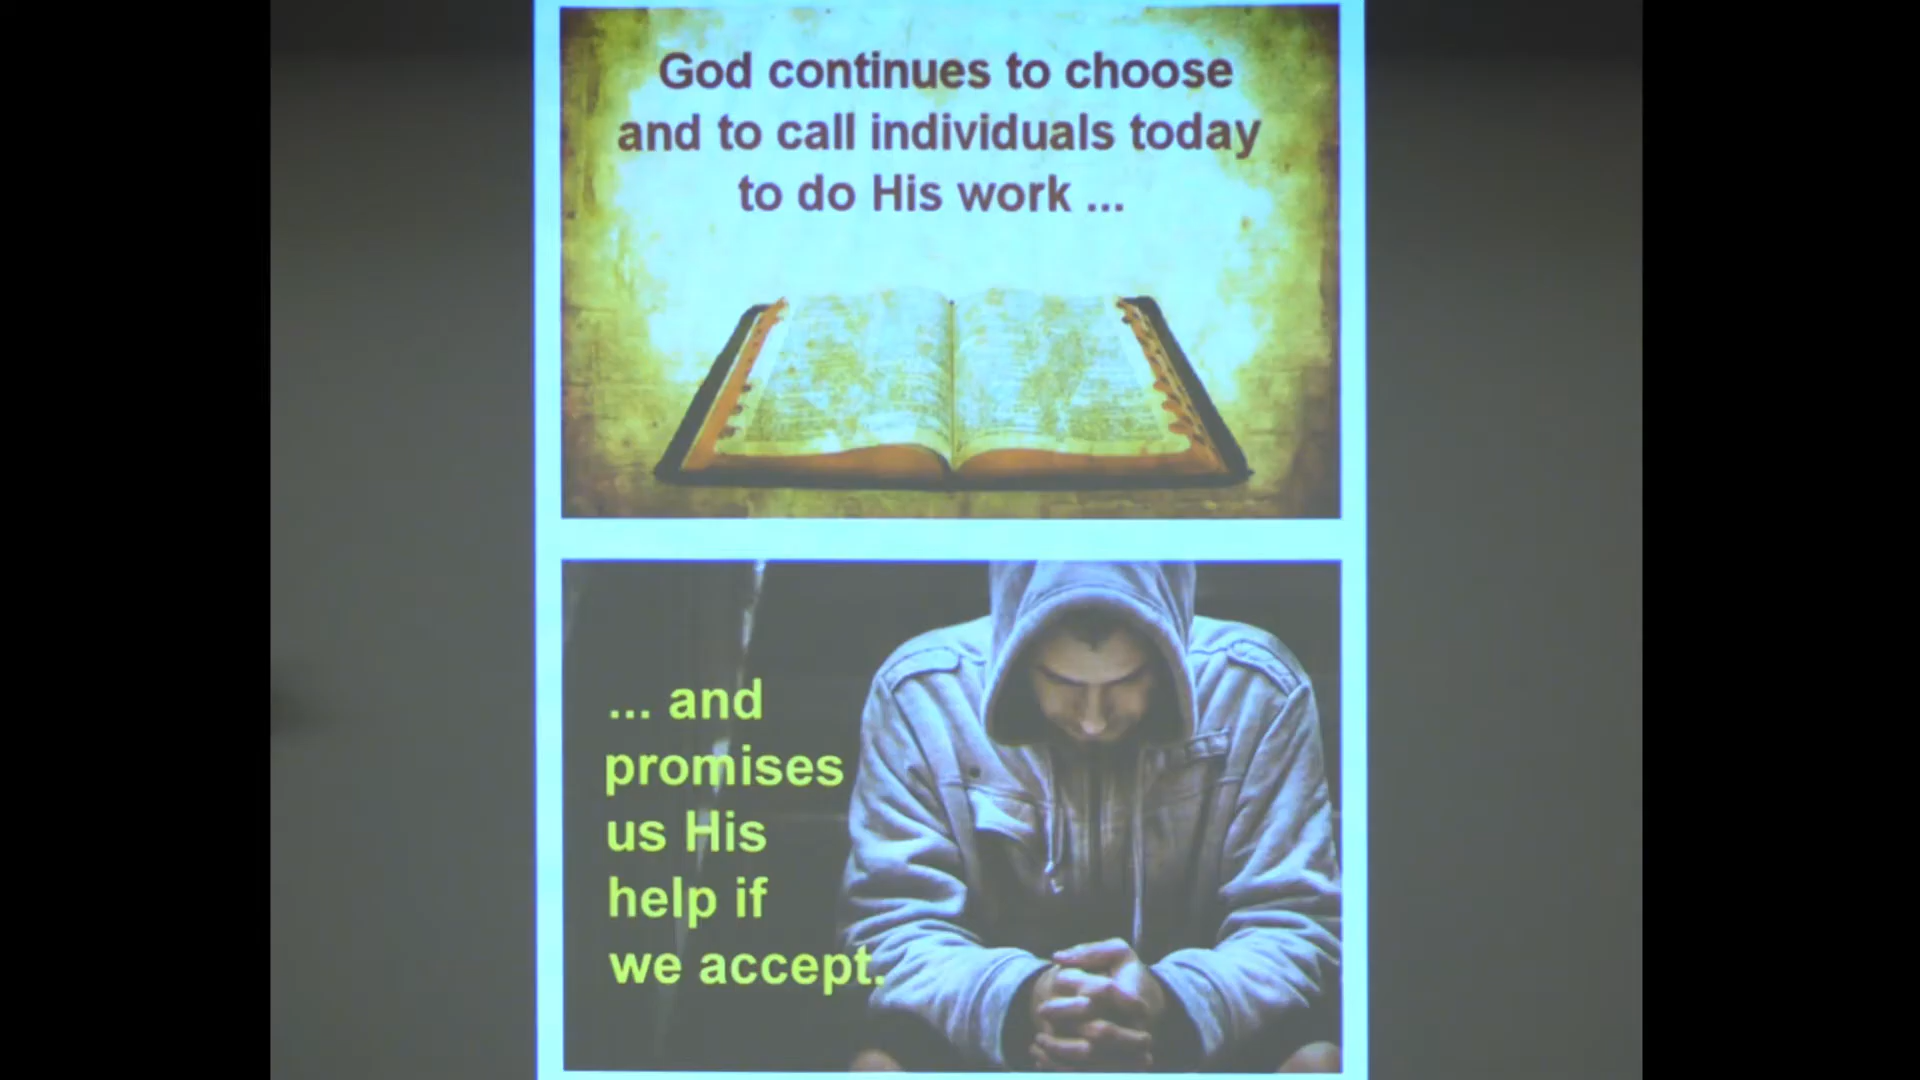 God continues to choose
and to call individuals today
to do His work ...
... and
promises
us His
help if
we accept.